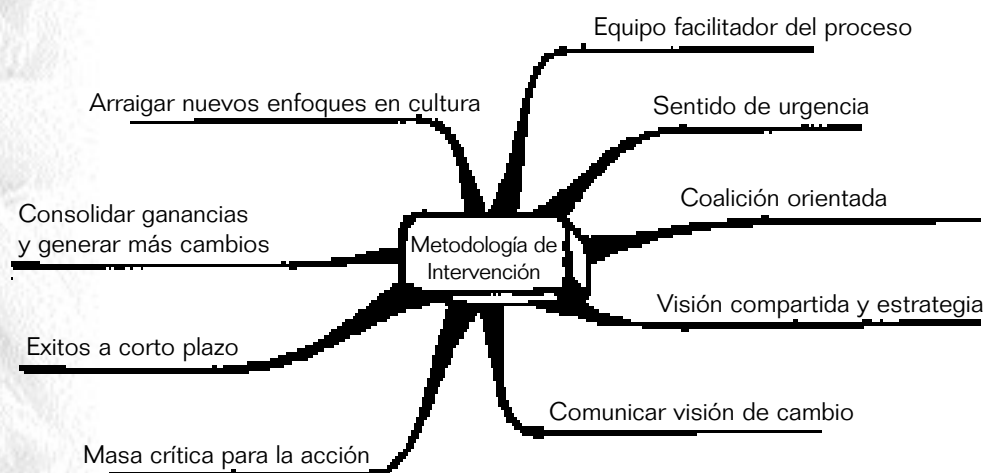 Equipo facilitador del proceso
Arraigar nuevos enfoques en cultura
Sentido de urgencia
Coalición orientada
Consolidar ganancias
y generar más cambios
Metodología de
Intervención
Visión compartida y estrategia
Exitos a corto plazo
Comunicar visión de cambio
Masa crítica para la acción